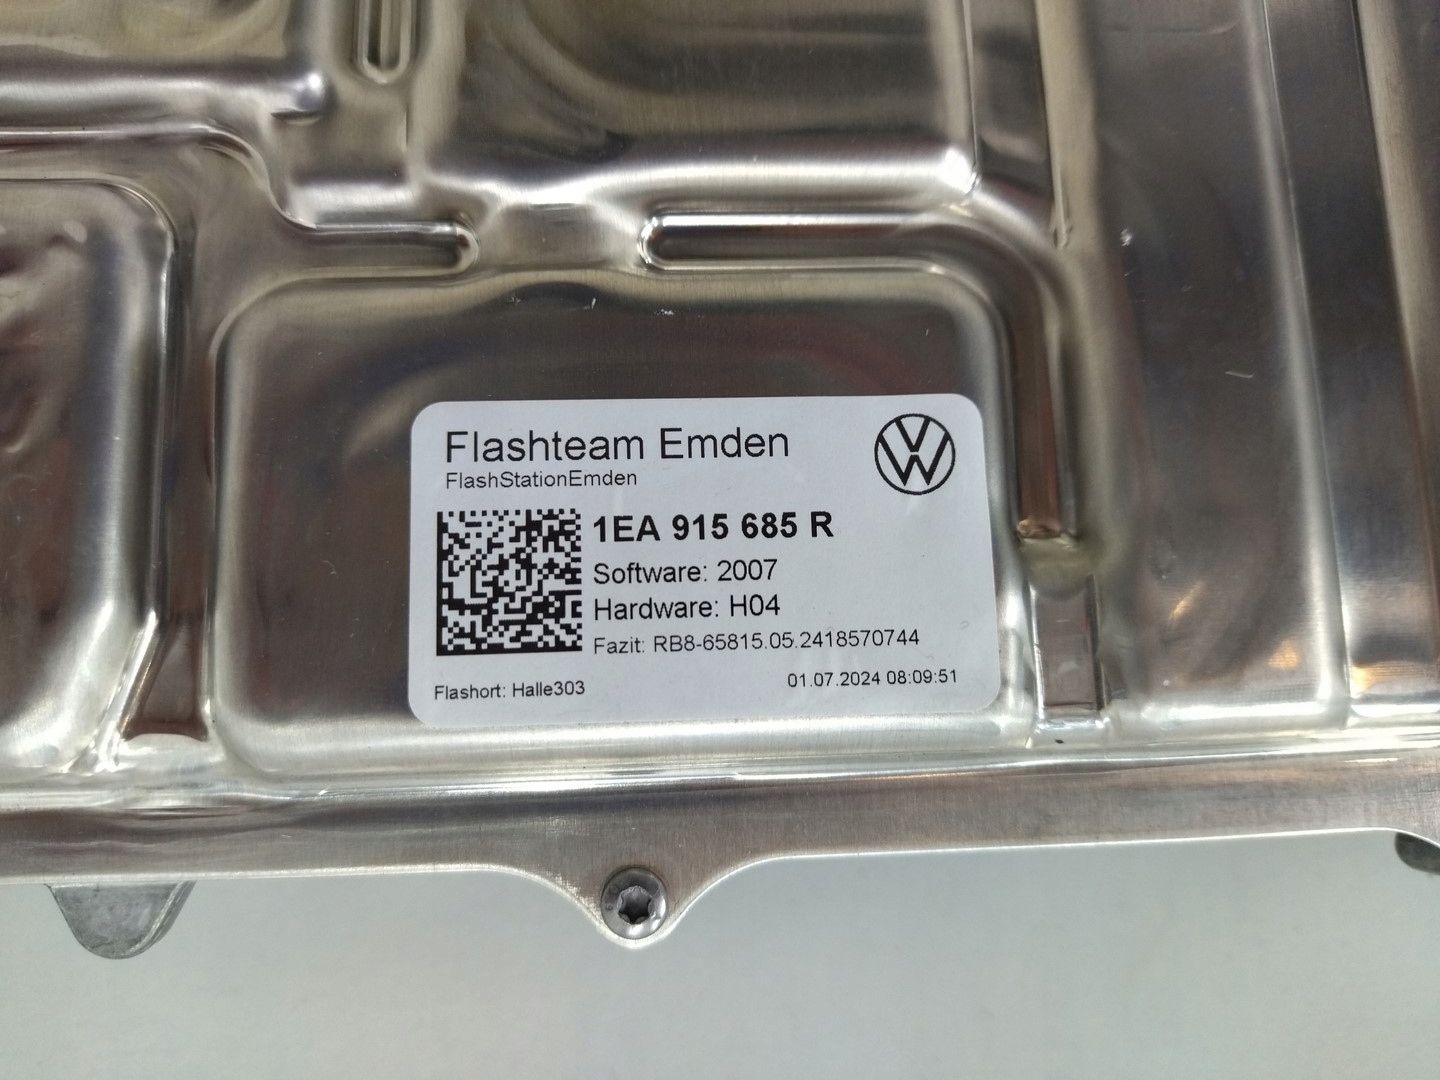 Flashteam Emden
FlashStationEmden
1EA 915 685 R
Software: 2007
Hardware: H04
Fazit: RB8-65815.05.2418570744
Flashort: Halle303
01.07.2024 08:09:51